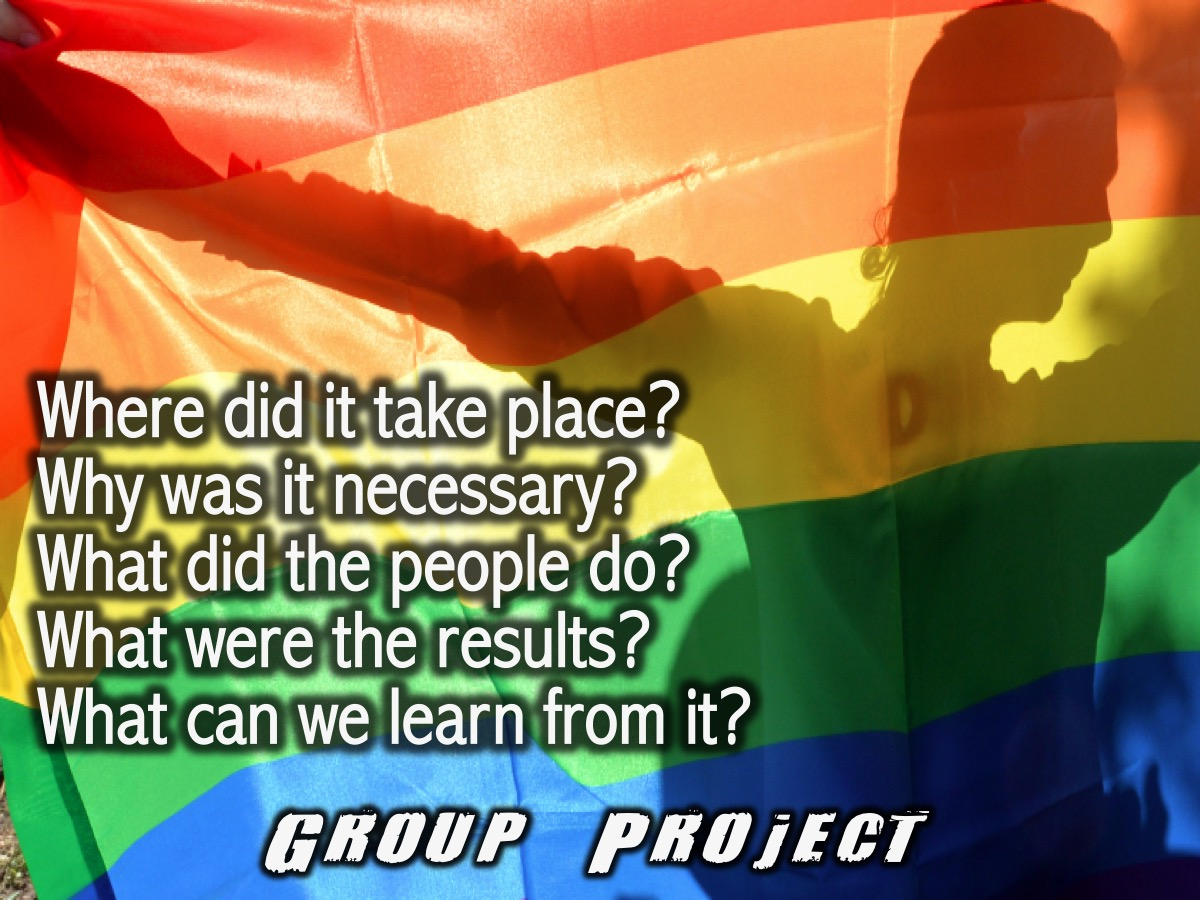 Where did it take place?
Why was it necessary?
What did the people do?
What were the results?
What can we learn from it?
Group Project